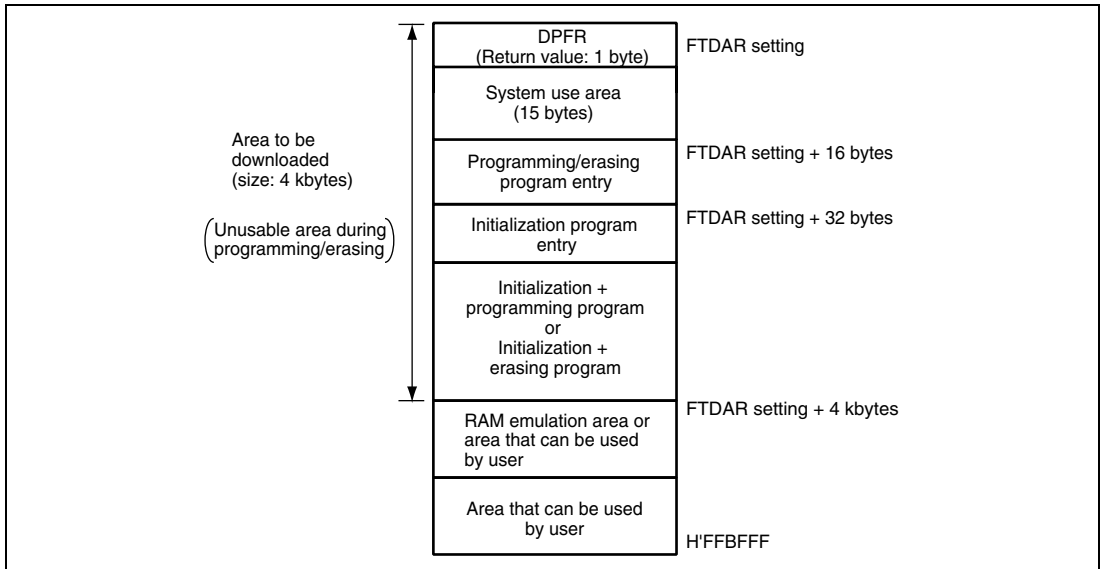 DPFR
(Return value: 1 byte)
FTDAR setting
System use area
(15 bytes)
Area to be
downloaded
(size: 4 kbytes)
(Unusable area during
programming/erasing)
FTDAR setting + 16 bytes
Programming/erasing
program entry
FTDAR setting + 32 bytes
Initialization program
entry
Initialization +
programming program
or
Initialization +
erasing program
FTDAR setting + 4 kbytes
RAM emulation area or
area that can be used
by user
Area that can be used
by user
H'FFBFFF